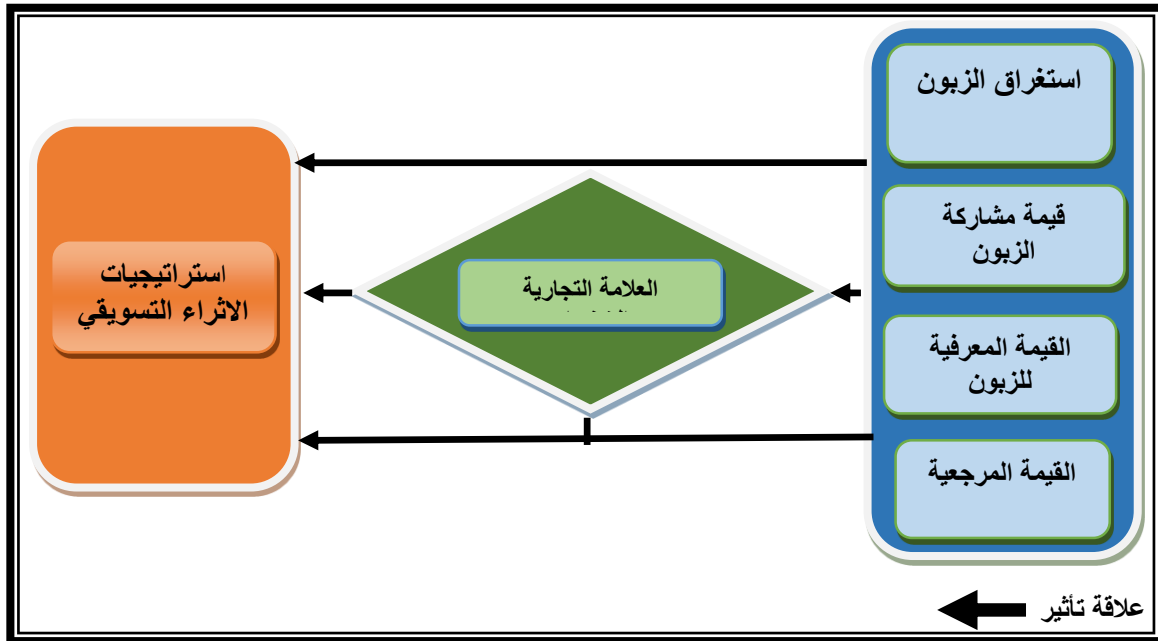 استغراق الزبون
قيمة مشاركة
الزبون
القيمة المعرفية
للزبون
القيمة المرجعية
العلامة التجارية
استراتيجيات
الاثراء التسويقي
علاقة تأثير